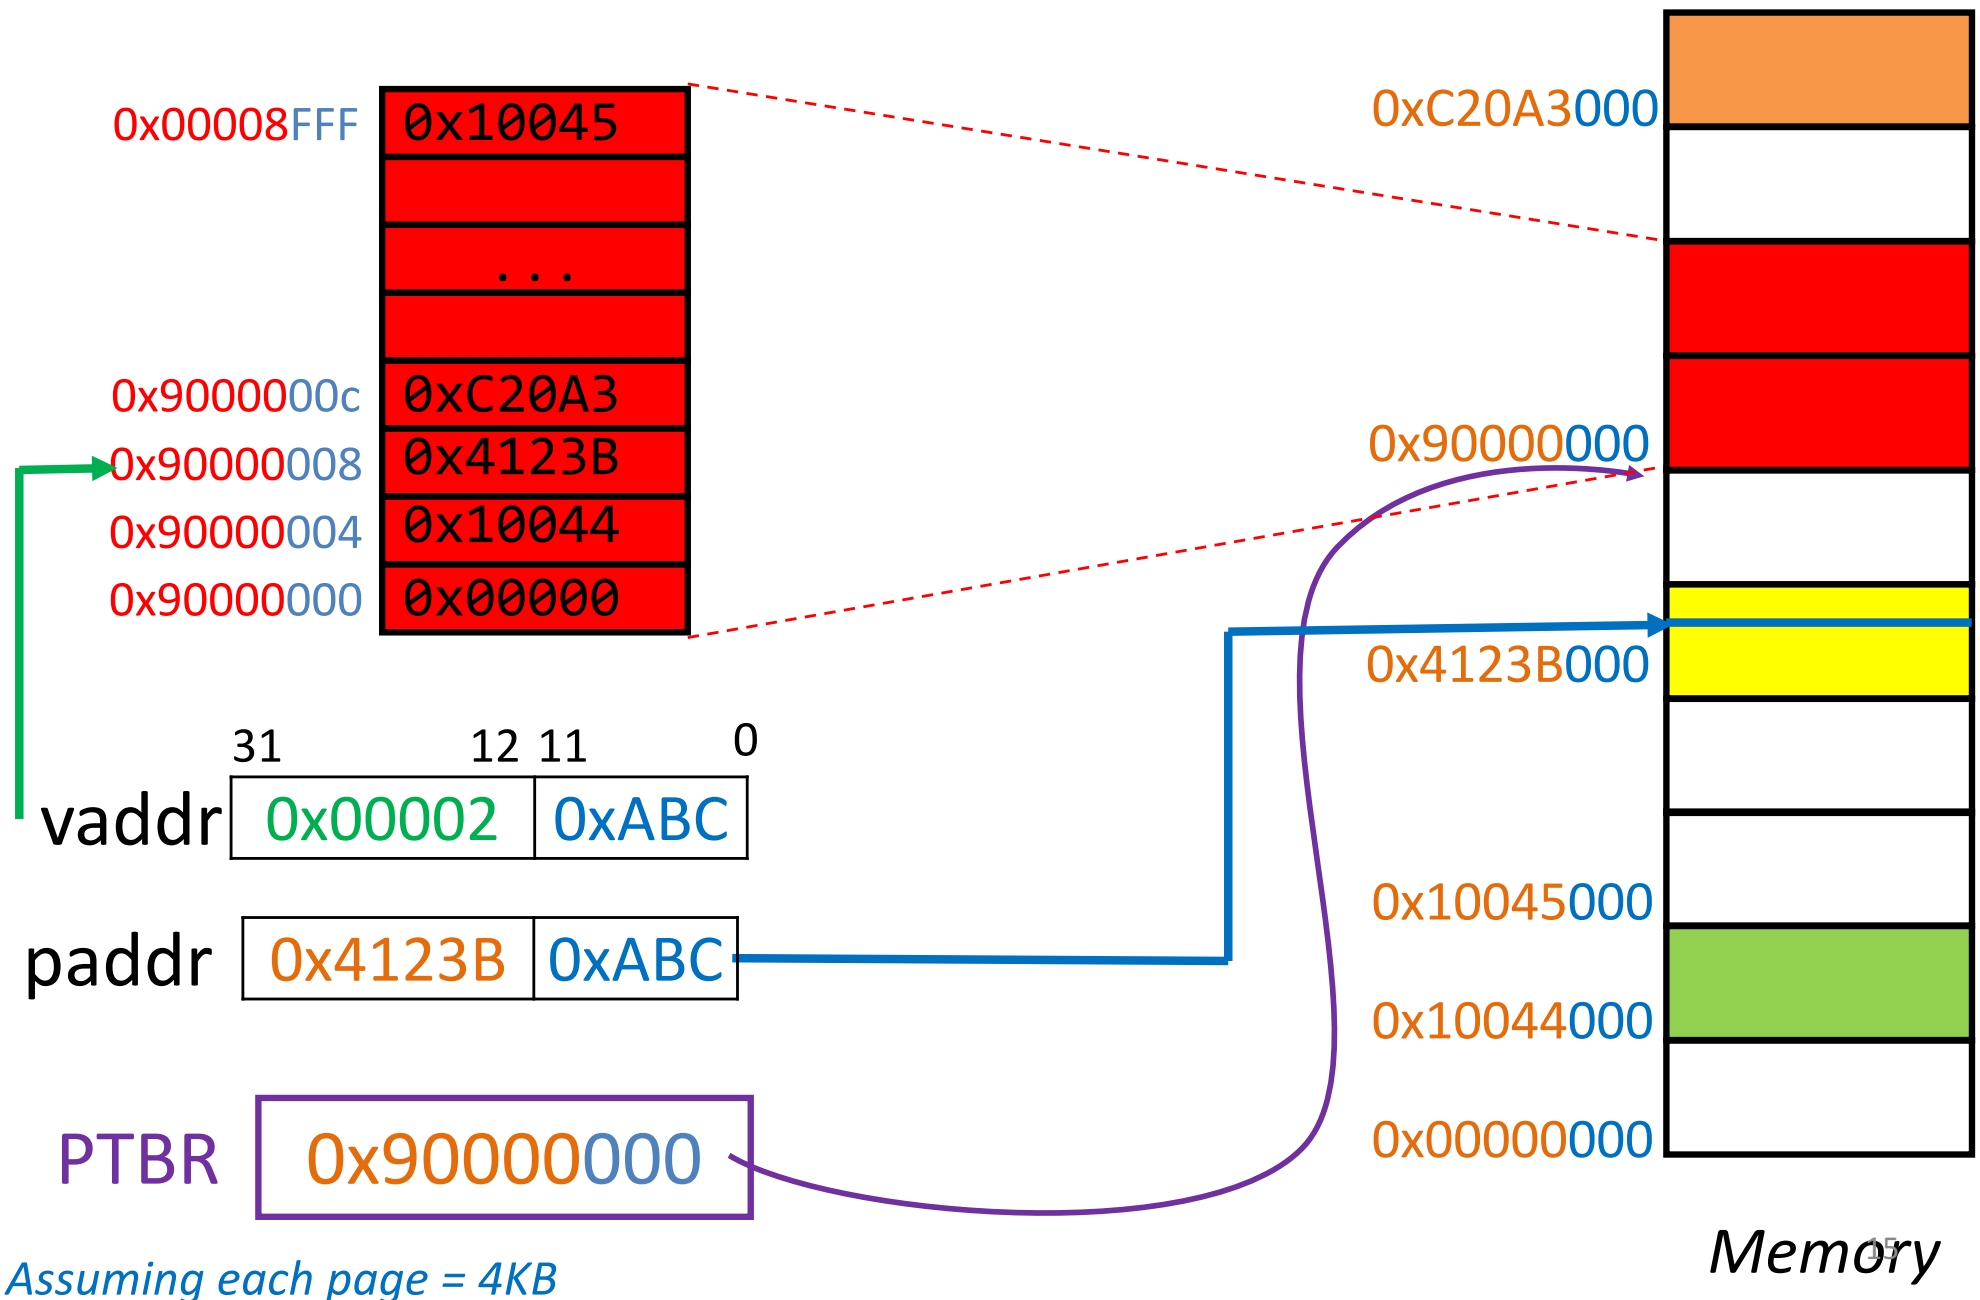 0x00008FFF 0x10045
...
0x9000000c 0xC20A3
0x90000008 0x4123B
0x90000004 0x10044
0x90000000 0x00000
31 12 11 0
vaddr 0x00002 0xABC
paddr 0x4123B 0xABC
PTBR 0x90000000
Assuming each page = 4KB
0xC20A3000
0x90000000
0x4123B000
0x10045000
0x10044000
0x00000000
Memory
15